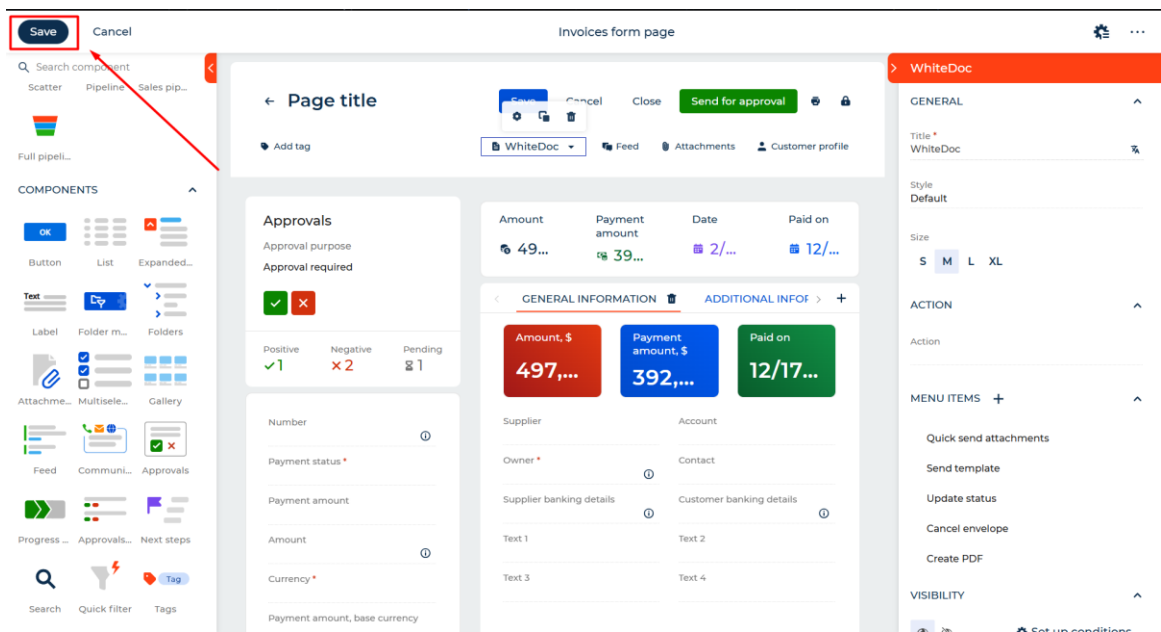 Save
Cancel
Invoices form page
Search component
Scatter
Pipeline
Sales pip...
Full pipeli...
COMPONENTS
OK
Button
List
Expanded...
Text
Label
Folder m...
Folders
Attachme...
Multisele...
Gallery
Feed
Communi...
Approvals
Progress ...
Approvals...
Next steps
Tag
Search
Quick filter
Tags
Page title
Save
Cancel
Close
Send for approval
Add tag
WhiteDoc
Feed
Attachments
Customer profile
Approvals
Approval purpose
Approval required
Positive
Negative
Pending
1
2
1
Number
Payment status *
Payment amount
Amount
Currency *
Payment amount, base currency
Amount
Payment
amount
Date
Paid on
49...
39...
2/...
12/...
GENERAL INFORMATION
ADDITIONAL INFOR
Amount, $
497,...
Payment
amount, $
392,...
Paid on
12/17...
Supplier
Account
Owner *
Contact
Supplier banking details
Customer banking details
Text 1
Text 2
Text 3
Text 4
WhiteDoc
GENERAL
Title *
WhiteDoc
Style
Default
Size
S M L XL
ACTION
Action
MENU ITEMS +
Quick send attachments
Send template
Update status
Cancel envelope
Create PDF
VISIBILITY
Set up conditions